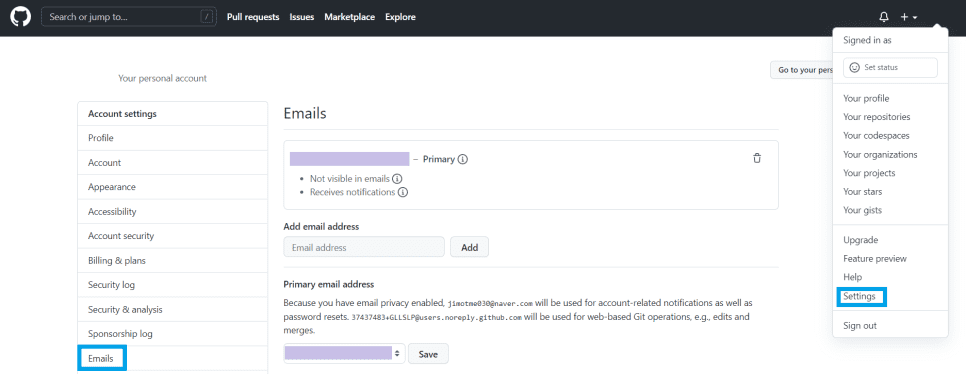 Search or jump to... /
Pull requests Issues Marketplace Explore
Signed in as
Set status
Your profile
Your repositories
Your codespaces
Your organizations
Your projects
Your stars
Your gists
Upgrade
Feature preview
Help
Settings
Sign out
Your personal account
Go to your pers
Account settings
Profile
Account
Appearance
Accessibility
Account security
Billing & plans
Security log
Security & analysis
Sponsorship log
Emails
Emails
– Primary
• Not visible in emails
• Receives notifications
Add email address
Email address Add
Primary email address
Because you have email privacy enabled, jimotme030@naver.com will be used for account-related notifications as well as
password resets. 37437483+GLLSLP@users.noreply.github.com will be used for web-based Git operations, e.g., edits and
merges.
Save